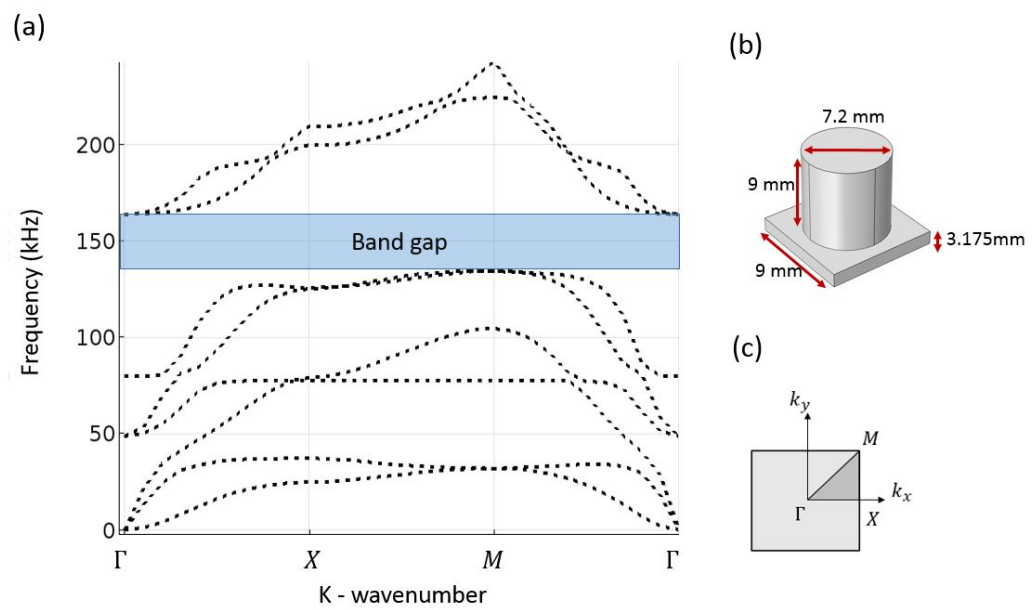 (a)
Frequency (kHz)
200
150
100
50
0
Band gap
Γ X M Γ
K - wavenumber
(b)
7.2 mm
9 mm
3.175mm
9 mm
(c)
k_y
M
k_x
Γ
X